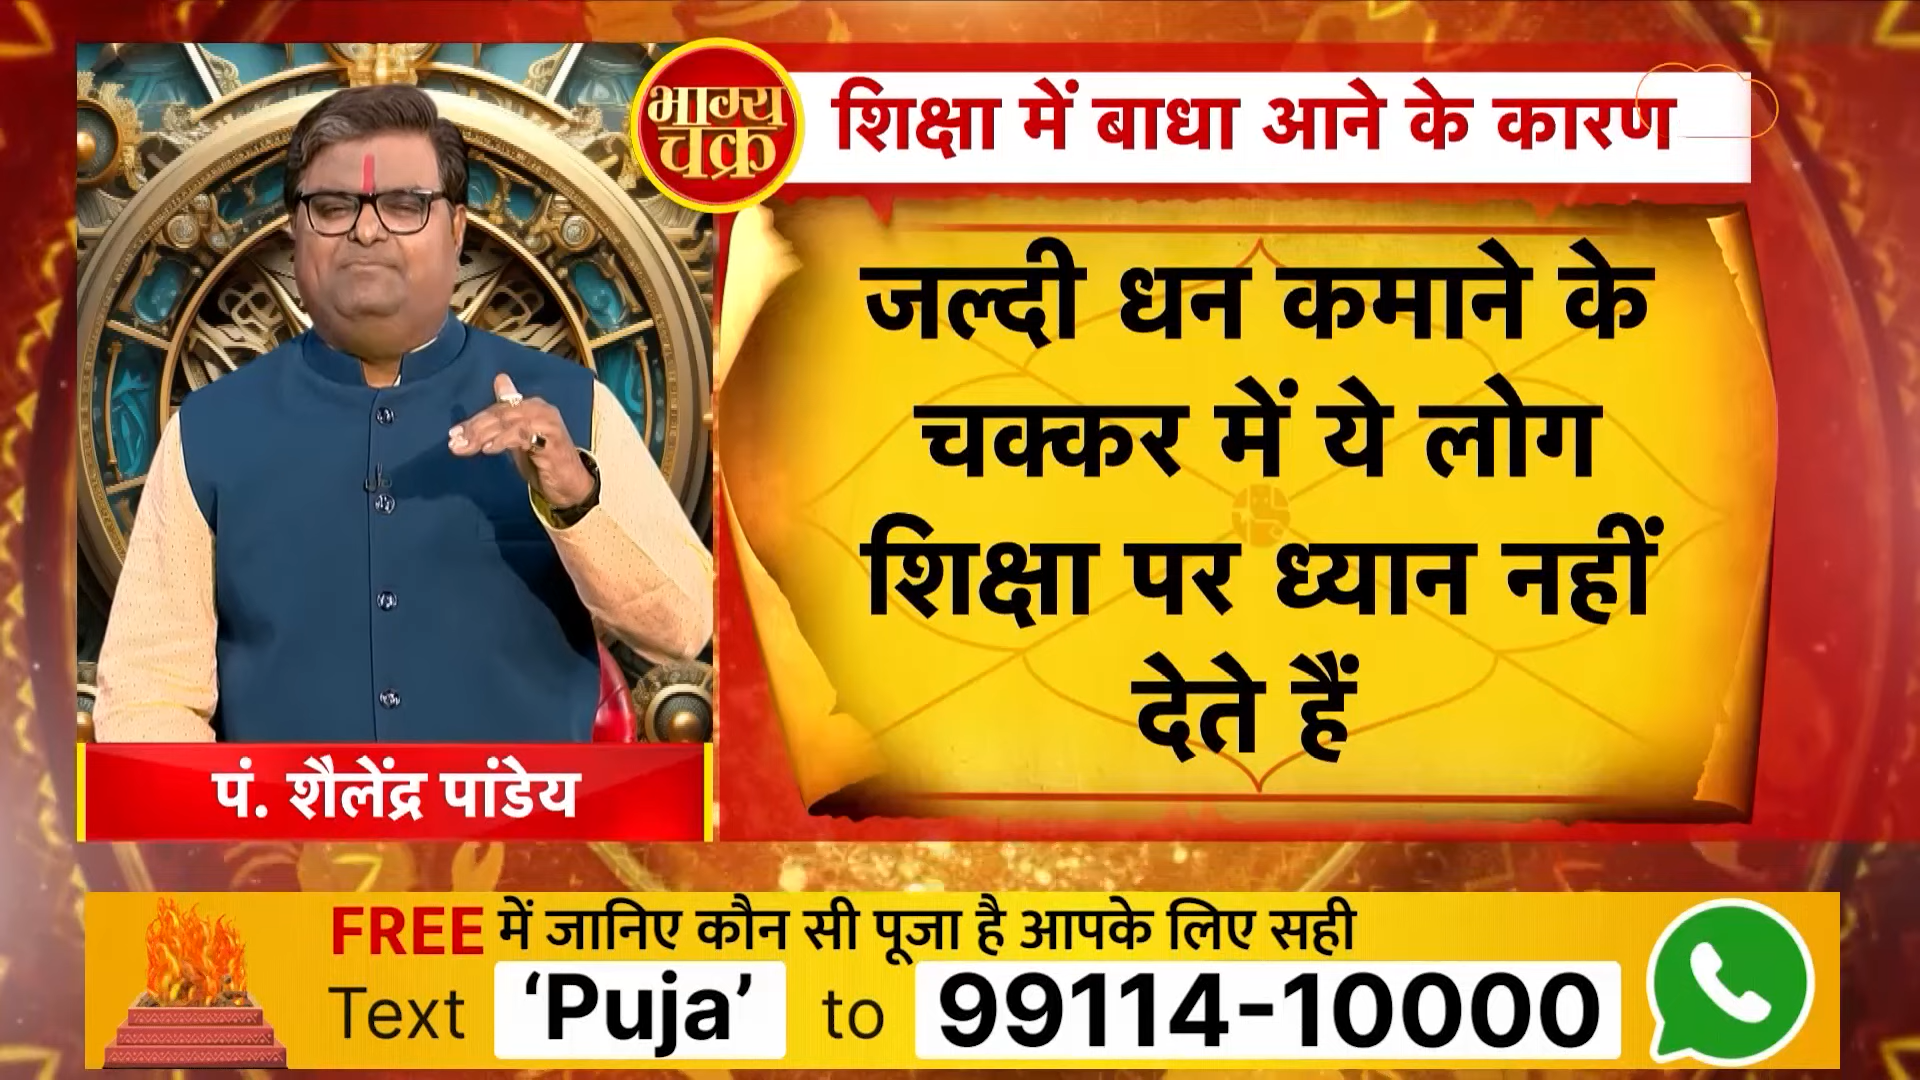 भाग्य
चक्र
शिक्षा में बाधा आने के कारण
जल्दी धन कमाने के
चक्कर में ये लोग
शिक्षा पर ध्यान नहीं
देते हैं
पं. शैलेंद्र पांडेय
FREE में जानिए कौन सी पूजा है आपके लिए सही
Text ‘Puja’ to 99114-10000